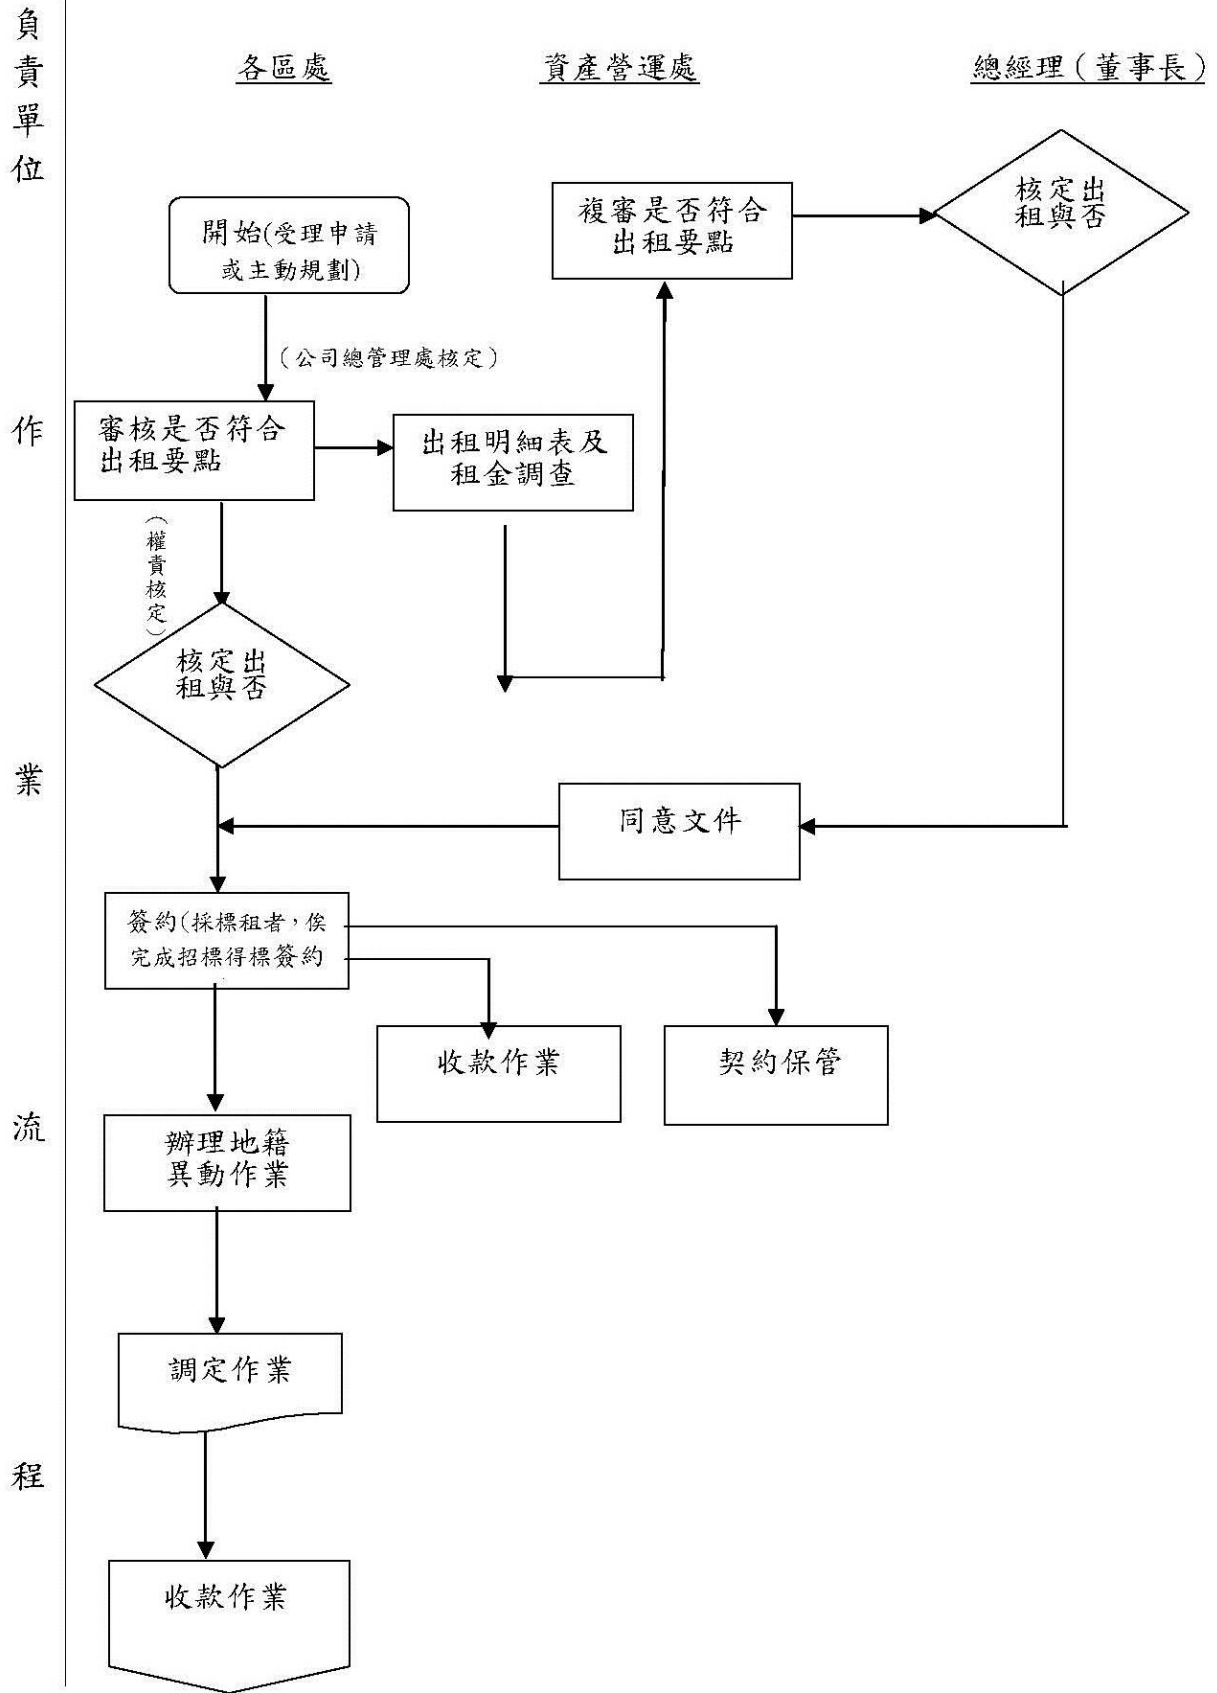 負責單位
各區處
資產營運處
總經理(董事長)
核定出
租與否
複審是否符合
出租要點
開始(受理申請
或主動規劃)
(公司總管理處核定)
作業流程
審核是否符合
出租要點
出租明細表及
租金調查
(權責核定)
核定出
租與否
同意文件
簽約(採標租者，俟
完成招標得標簽約
收款作業
契約保管
辦理地籍
異動作業
調定作業
收款作業